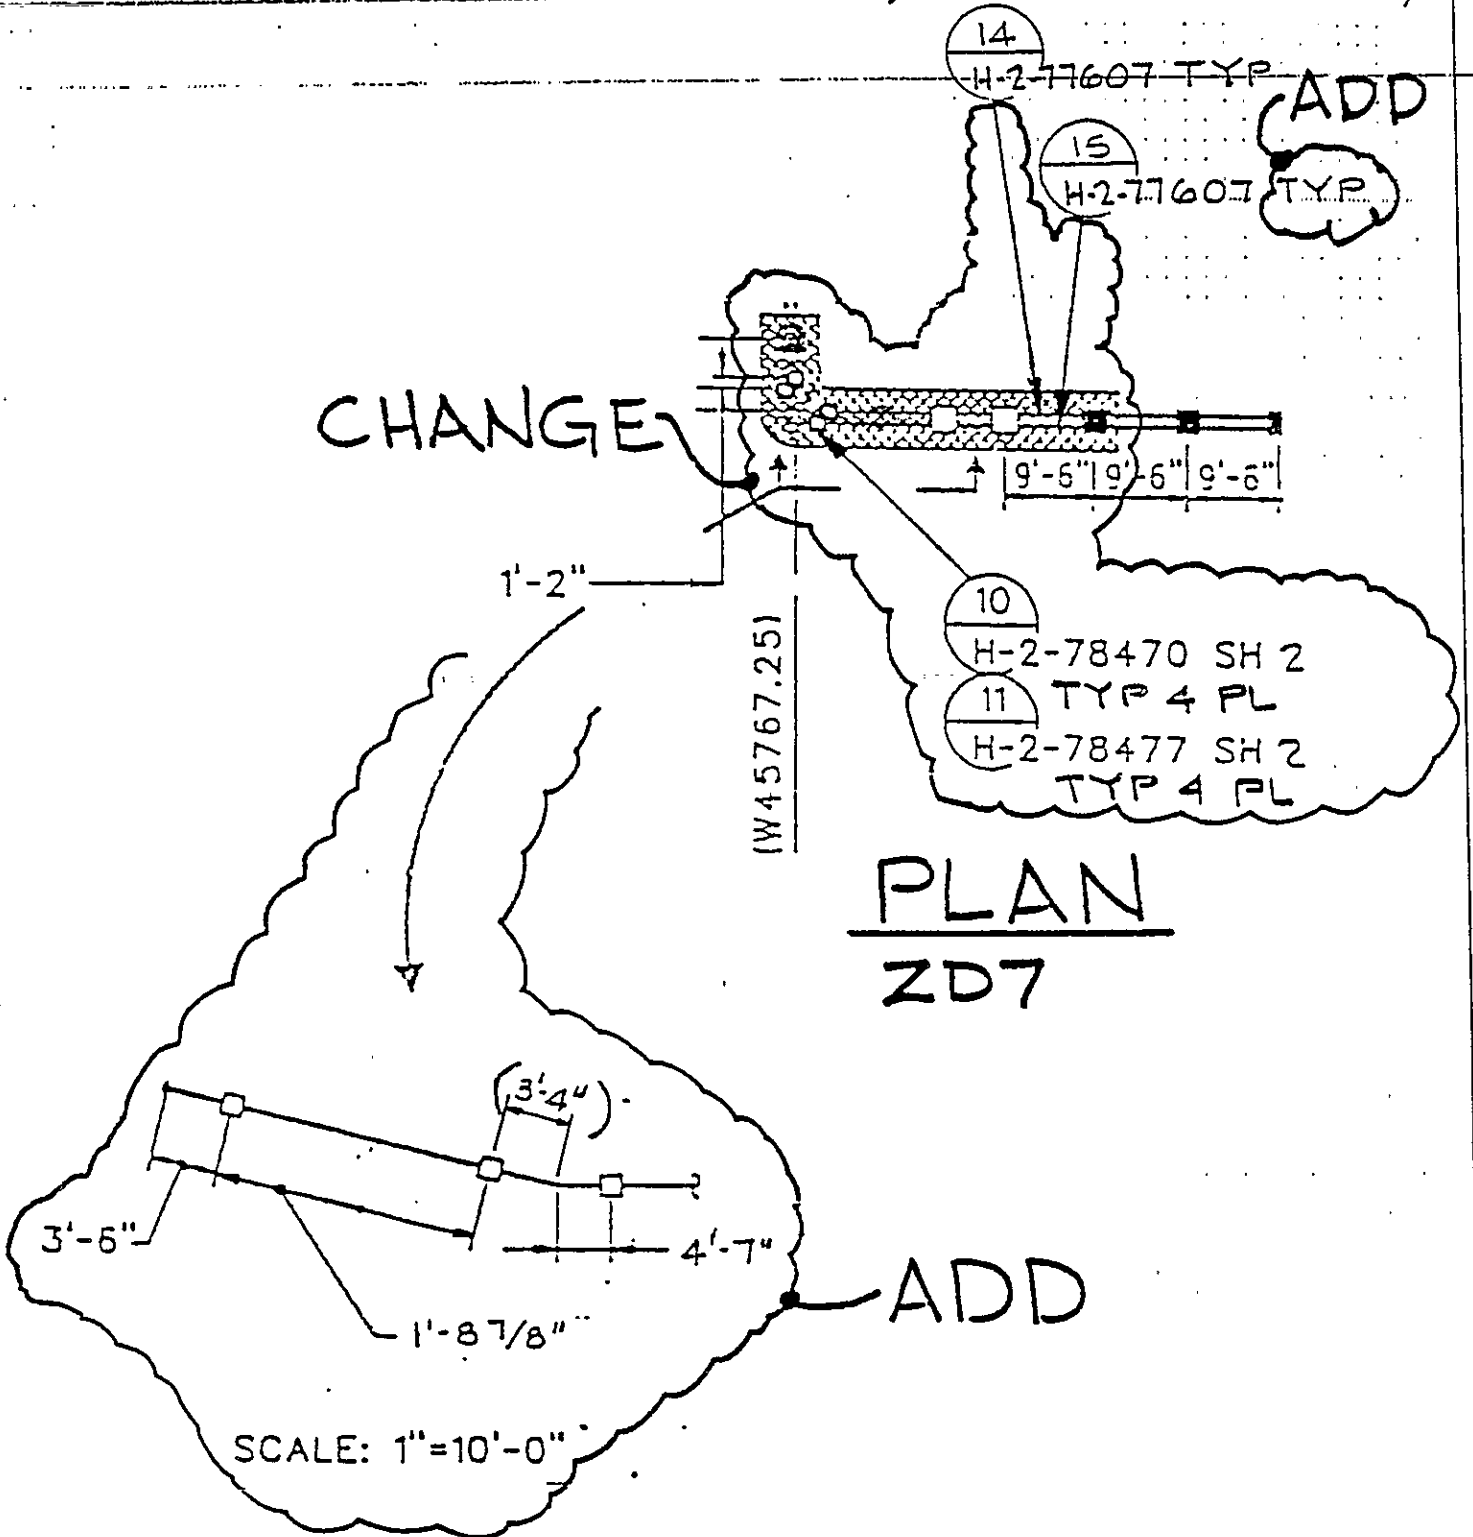 14
H-2-77607 TYP
ADD
15
H-2-77607 TYP
CHANGE
9'-6" 9'-6" 9'-6"
1'-2"
(W45767.25)
10
H-2-78470 SH 2
TYP 4 PL
11
H-2-78477 SH 2
TYP 4 PL
PLAN
ZD7
(3'-4")
3'-6"
4'-7"
1'-8 7/8"
ADD
SCALE: 1"=10'-0"